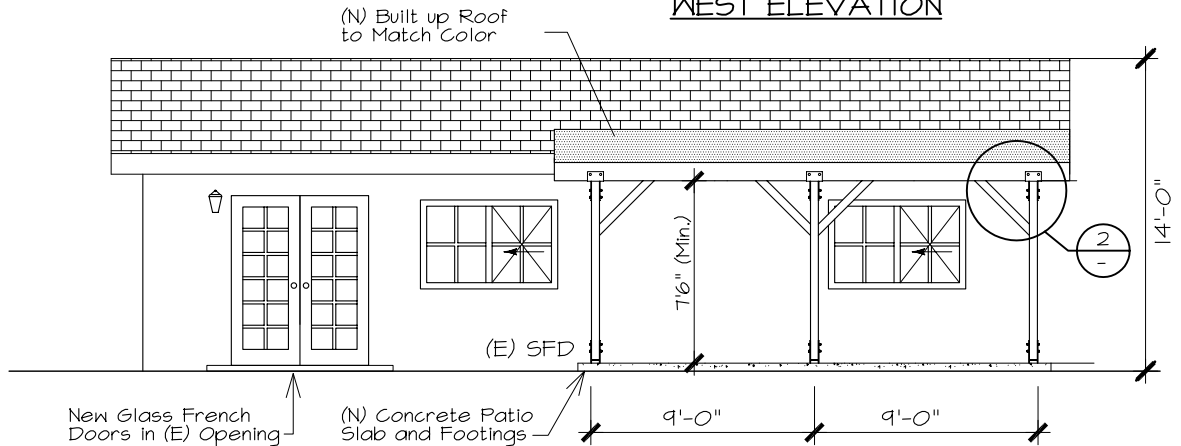 WEST ELEVATION
(N) Built up Roof
to Match Color
14'-0"
7'6" (Min.)
2
-
(E) SFD
New Glass French
Doors in (E) Opening
(N) Concrete Patio
Slab and Footings
9'-0"
9'-0"